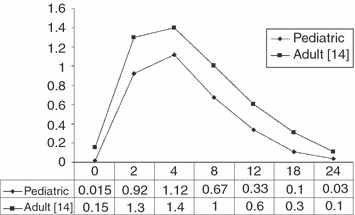 1.6
1.4
1.2
1
0.8
0.6
0.4
0.2
0
Pediatric
Adult [14]
0 2 4 8 12 18 24
Pediatric 0.015 0.92 1.12 0.67 0.33 0.1 0.03
Adult [14] 0.15 1.3 1.4 1 0.6 0.3 0.1